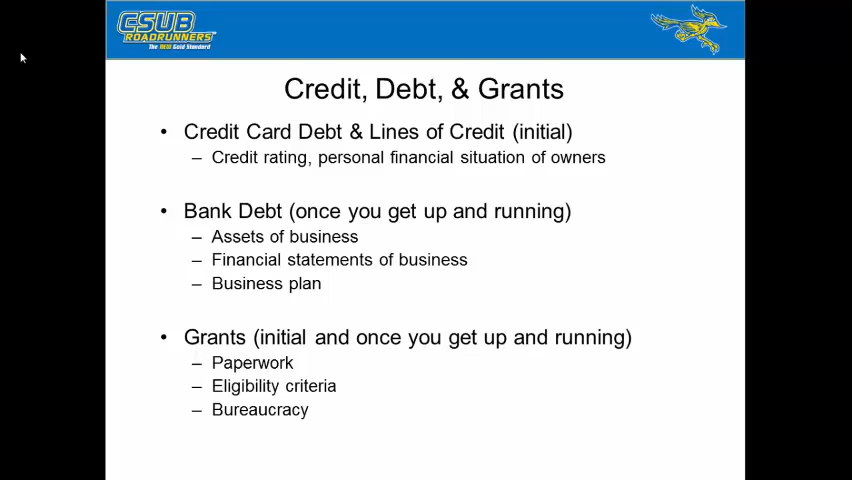 CSUB
ROADRUNNERS
The NEW Gold Standard
Credit, Debt, & Grants
• Credit Card Debt & Lines of Credit (initial)
– Credit rating, personal financial situation of owners
• Bank Debt (once you get up and running)
– Assets of business
– Financial statements of business
– Business plan
• Grants (initial and once you get up and running)
– Paperwork
– Eligibility criteria
– Bureaucracy